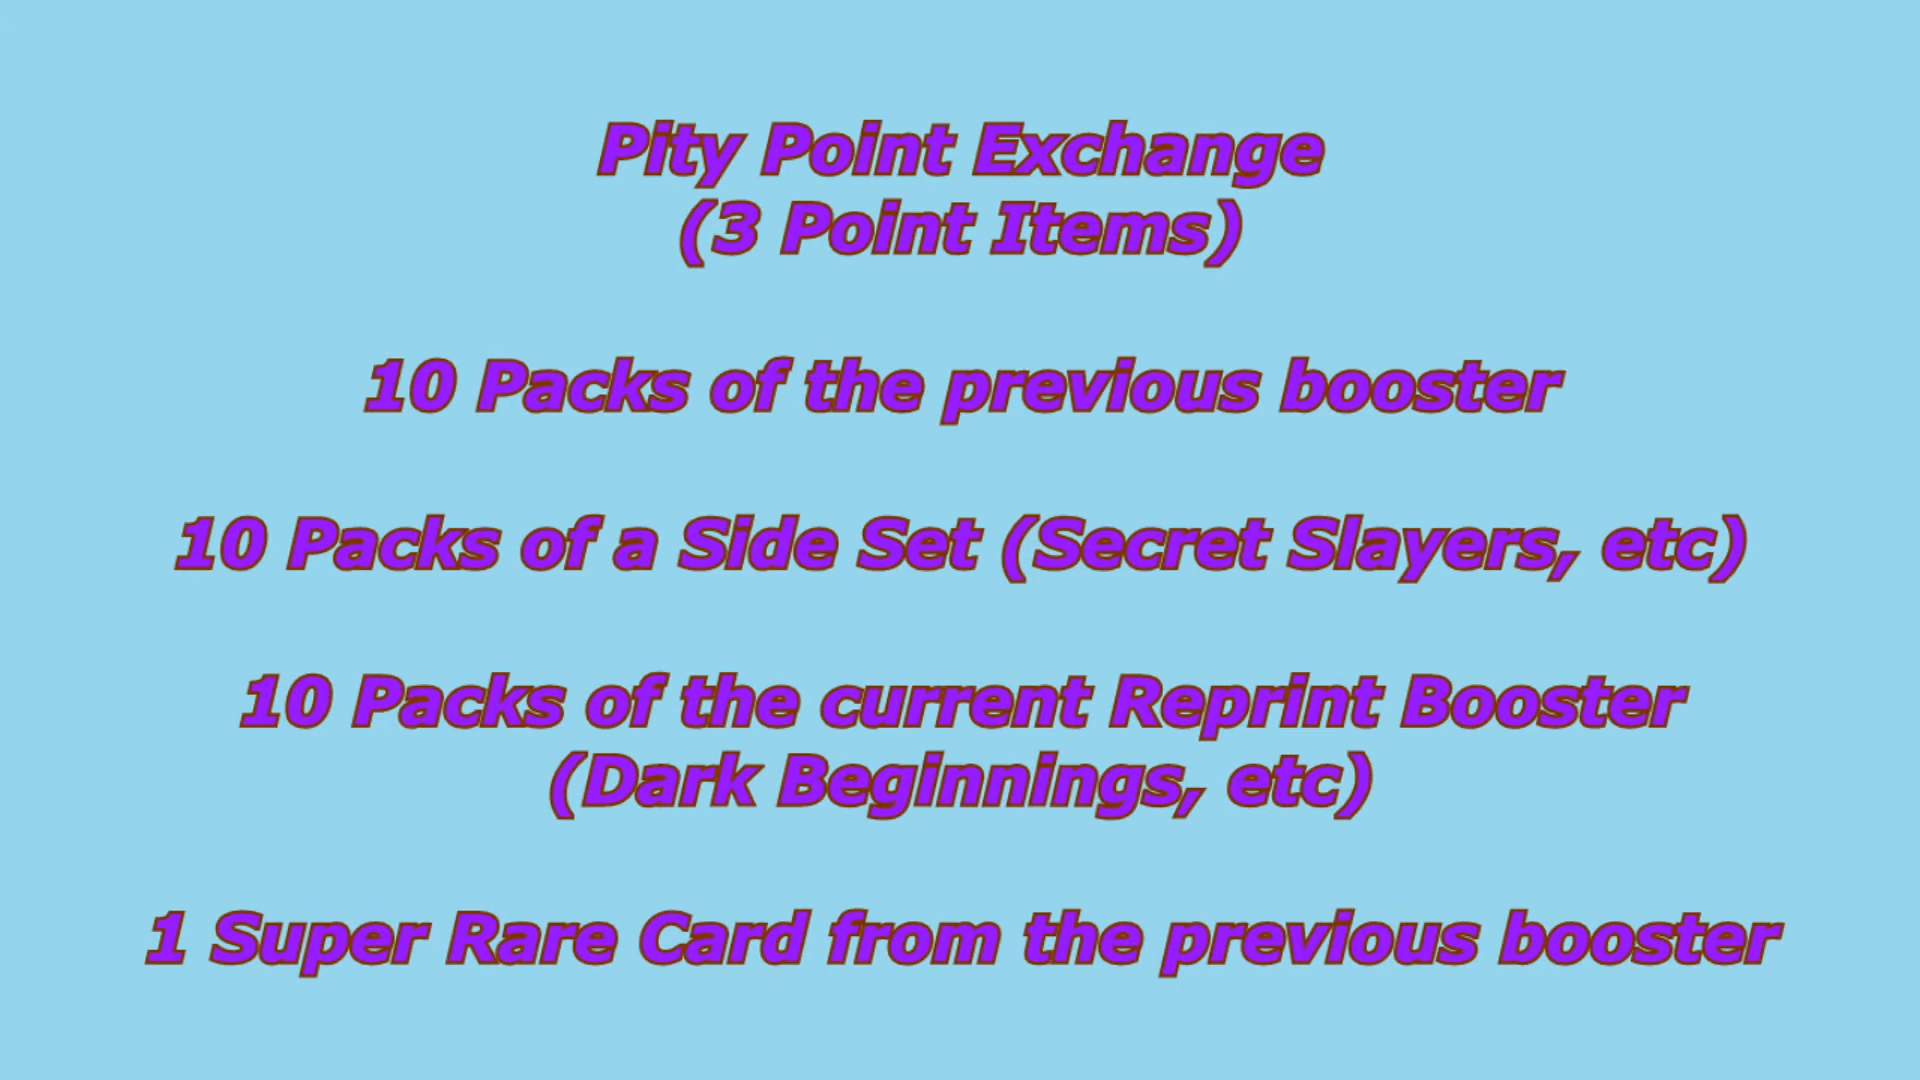 Pity Point Exchange
(3 Point Items)
10 Packs of the previous booster
10 Packs of a Side Set (Secret Slayers, etc)
10 Packs of the current Reprint Booster
(Dark Beginnings, etc)
1 Super Rare Card from the previous booster